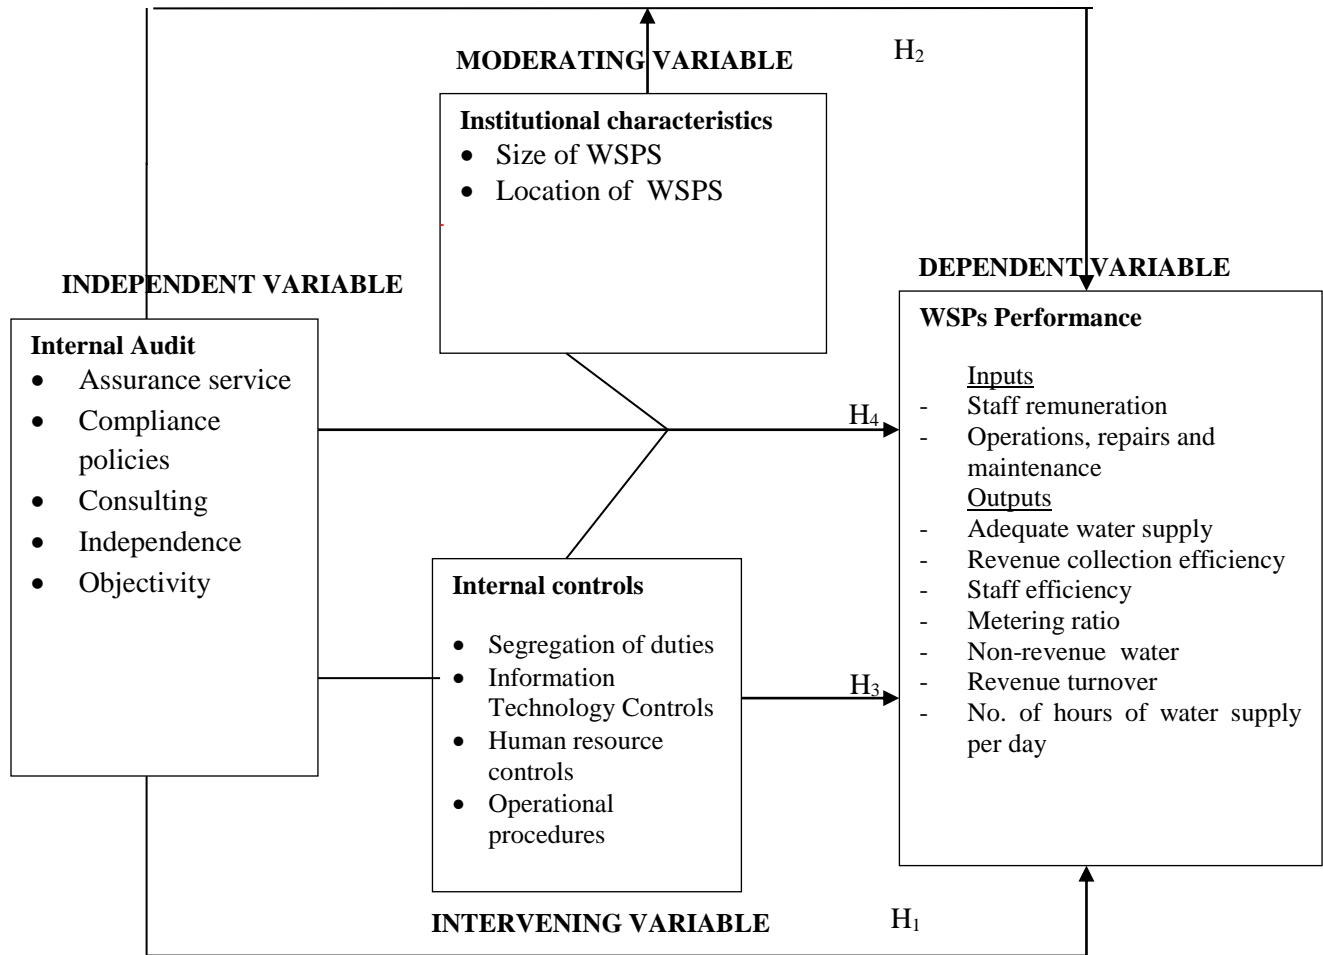 H₂
MODERATING VARIABLE
Institutional characteristics
• Size of WSPS
• Location of WSPS
INDEPENDENT VARIABLE
Internal Audit
• Assurance service
• Compliance
policies
• Consulting
• Independence
• Objectivity
H₄
Internal controls
• Segregation of duties
• Information
Technology Controls
• Human resource
controls
• Operational
procedures
INTERVENING VARIABLE
H₃
H₁
DEPENDENT VARIABLE
WSPs Performance
Inputs
- Staff remuneration
- Operations, repairs and
maintenance
Outputs
- Adequate water supply
- Revenue collection efficiency
- Staff efficiency
- Metering ratio
- Non-revenue water
- Revenue turnover
- No. of hours of water supply
per day